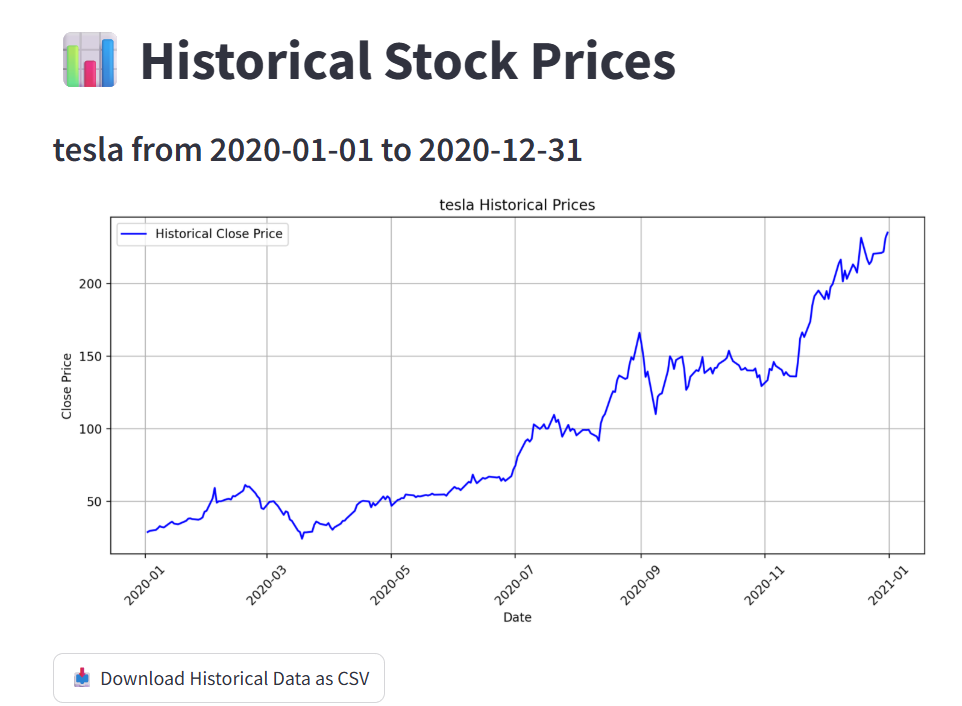 Historical Stock Prices
tesla from 2020-01-01 to 2020-12-31
tesla Historical Prices
Historical Close Price
Close Price
200
150
100
50
2020-01
2020-03
2020-05
2020-07
2020-09
2020-11
2021-01
Date
Download Historical Data as CSV